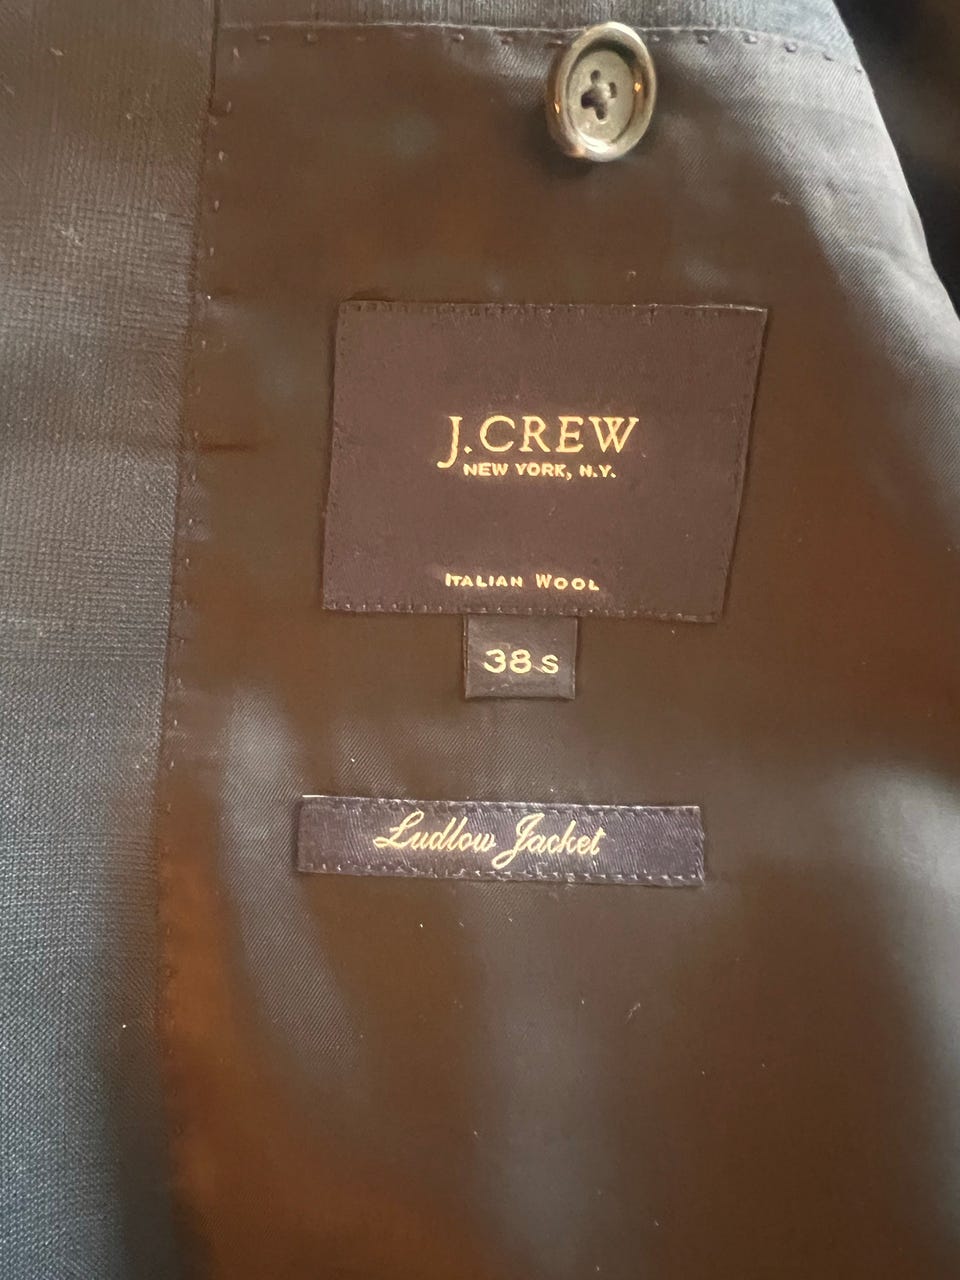 J.CREW
NEW YORK, N.Y.
ITALIAN WOOL
38 S
Ludlow Jacket